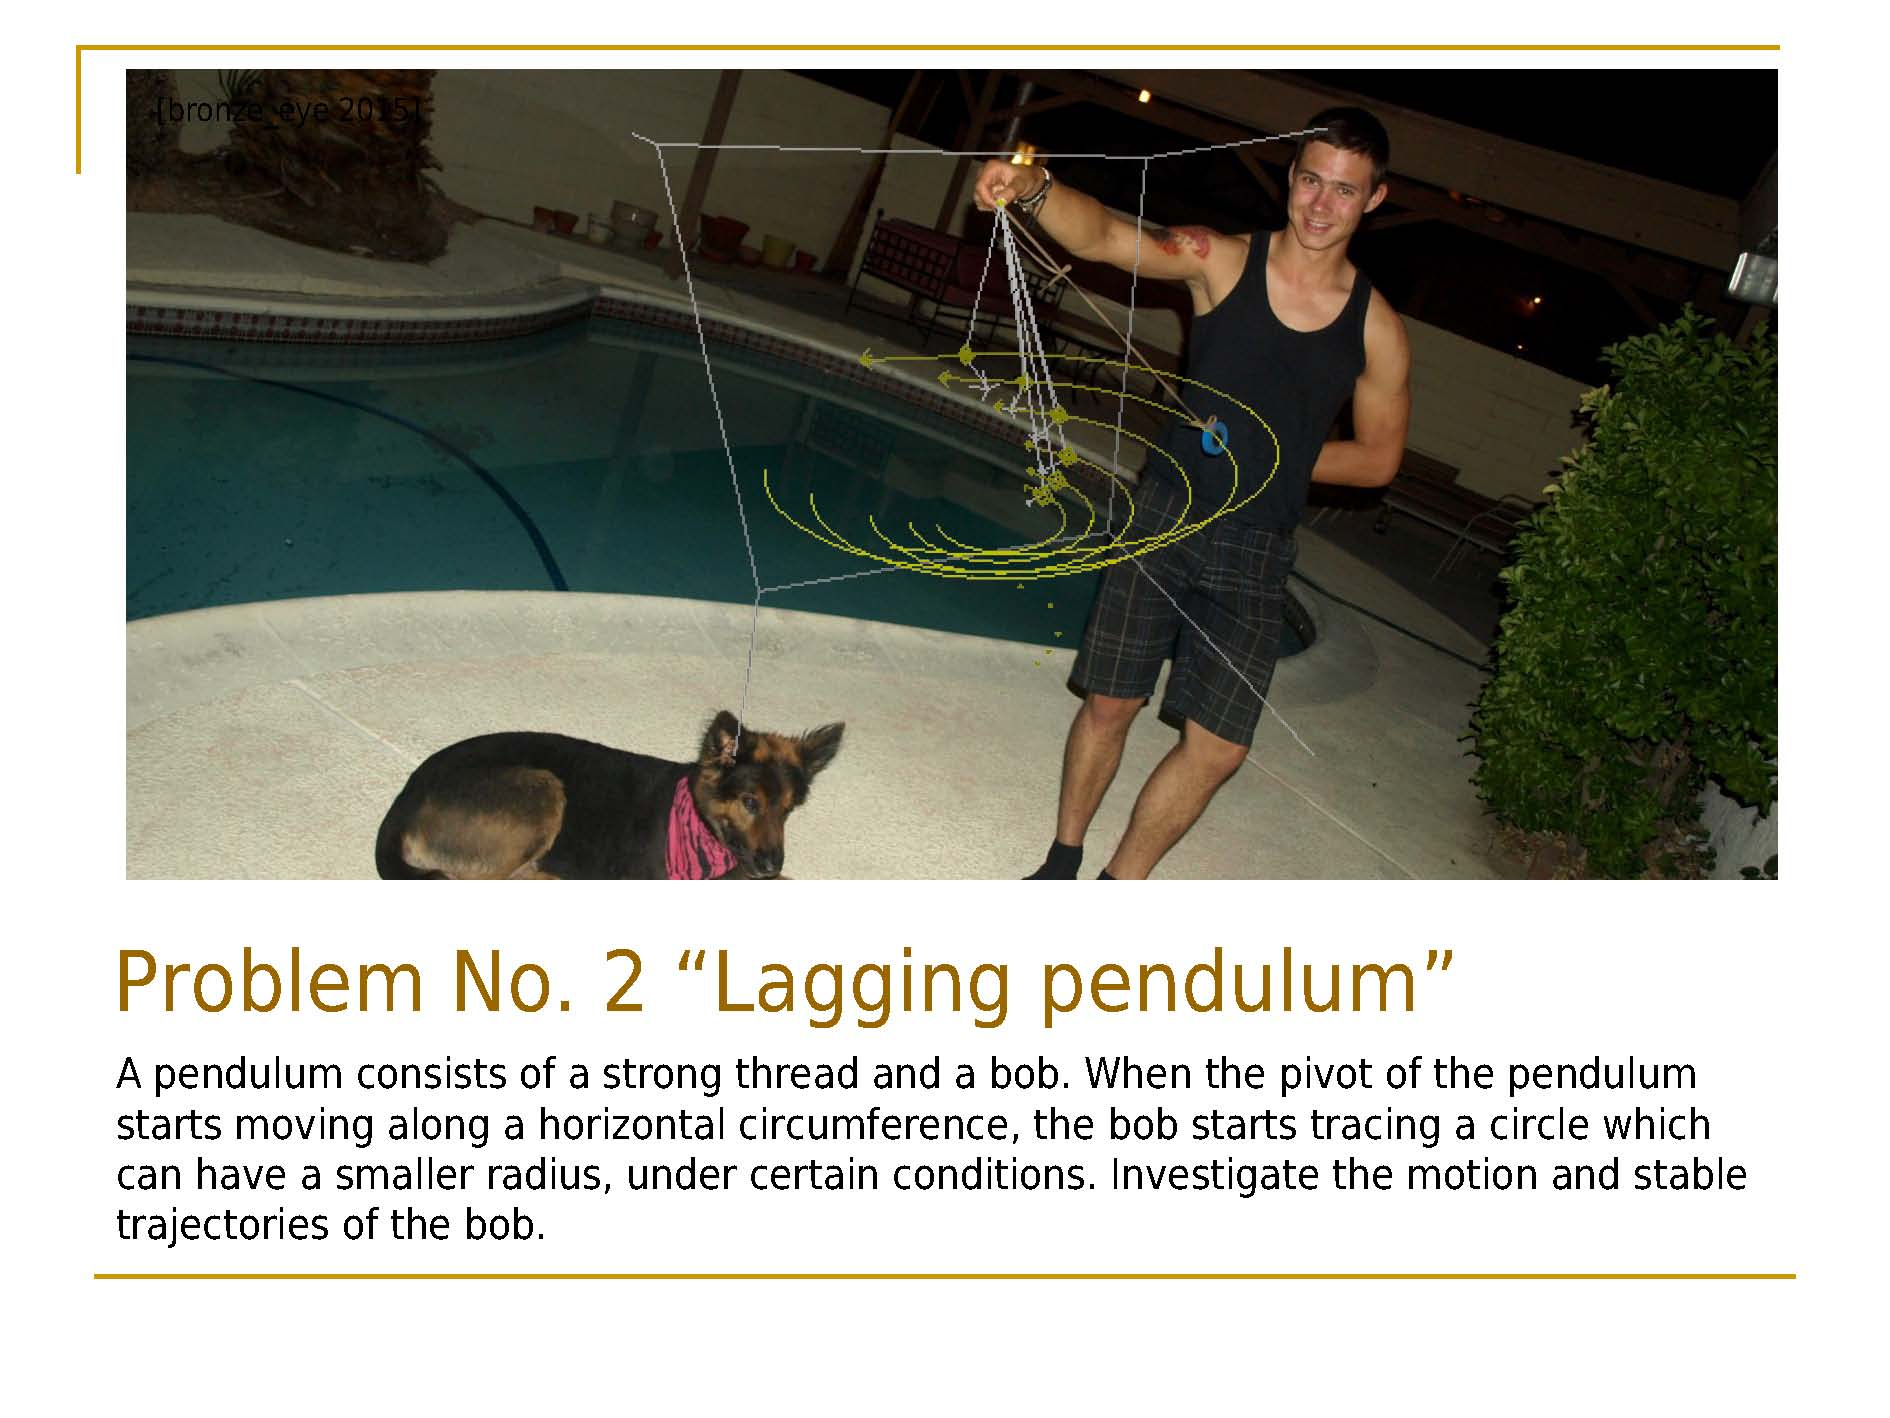 [bronze_eye 2015]
Problem No. 2 “Lagging pendulum”
A pendulum consists of a strong thread and a bob. When the pivot of the pendulum
starts moving along a horizontal circumference, the bob starts tracing a circle which
can have a smaller radius, under certain conditions. Investigate the motion and stable
trajectories of the bob.